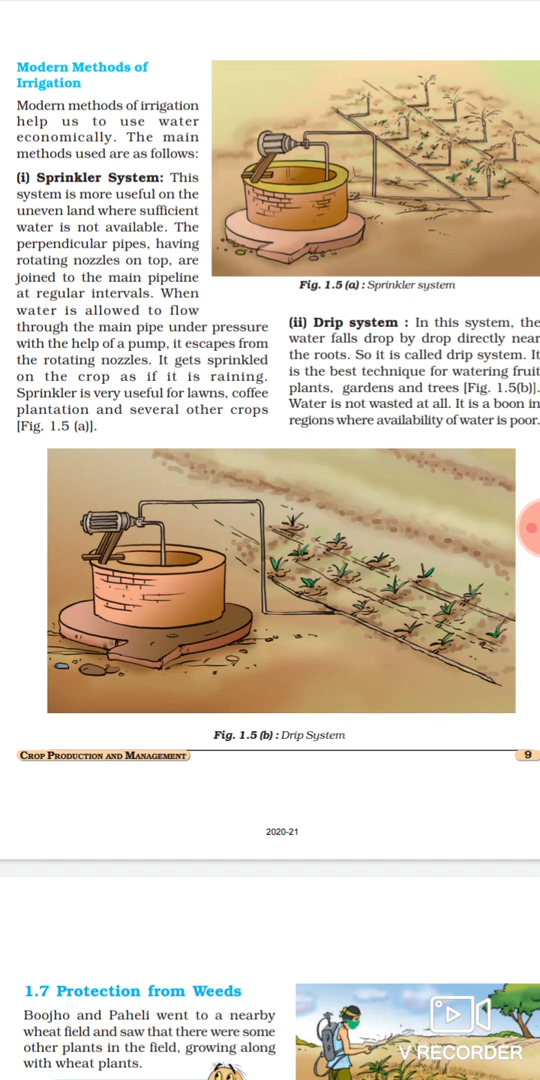 Modern Methods of
Irrigation
Modern methods of irrigation
help us to use water
economically. The main
methods used are as follows:
(i) Sprinkler System: This
system is more useful on the
uneven land where sufficient
water is not available. The
perpendicular pipes, having
rotating nozzles on top, are
joined to the main pipeline
at regular intervals. When
water is allowed to flow
through the main pipe under pressure
with the help of a pump, it escapes from
the rotating nozzles. It gets sprinkled
on the crop as if it is raining.
Sprinkler is very useful for lawns, coffee
plantation and several other crops
[Fig. 1.5 (a)].
Fig. 1.5 (a) : Sprinkler system
(ii) Drip system : In this system, the
water falls drop by drop directly near
the roots. So it is called drip system. It
is the best technique for watering fruit
plants, gardens and trees [Fig. 1.5(b)].
Water is not wasted at all. It is a boon in
regions where availability of water is poor.
Fig. 1.5 (b) : Drip System
CROP PRODUCTION AND MANAGEMENT
9
2020-21
1.7 Protection from Weeds
Boojho and Paheli went to a nearby
wheat field and saw that there were some
other plants in the field, growing along
with wheat plants.
V RECORDER